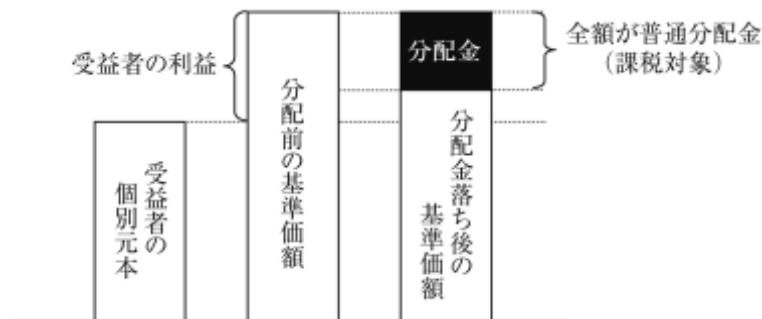 受益者の利益
受益者の
個別元本
分配前の基準価額
分配金
分配金落ち後の
基準価額
全額が普通分配金
（課税対象）